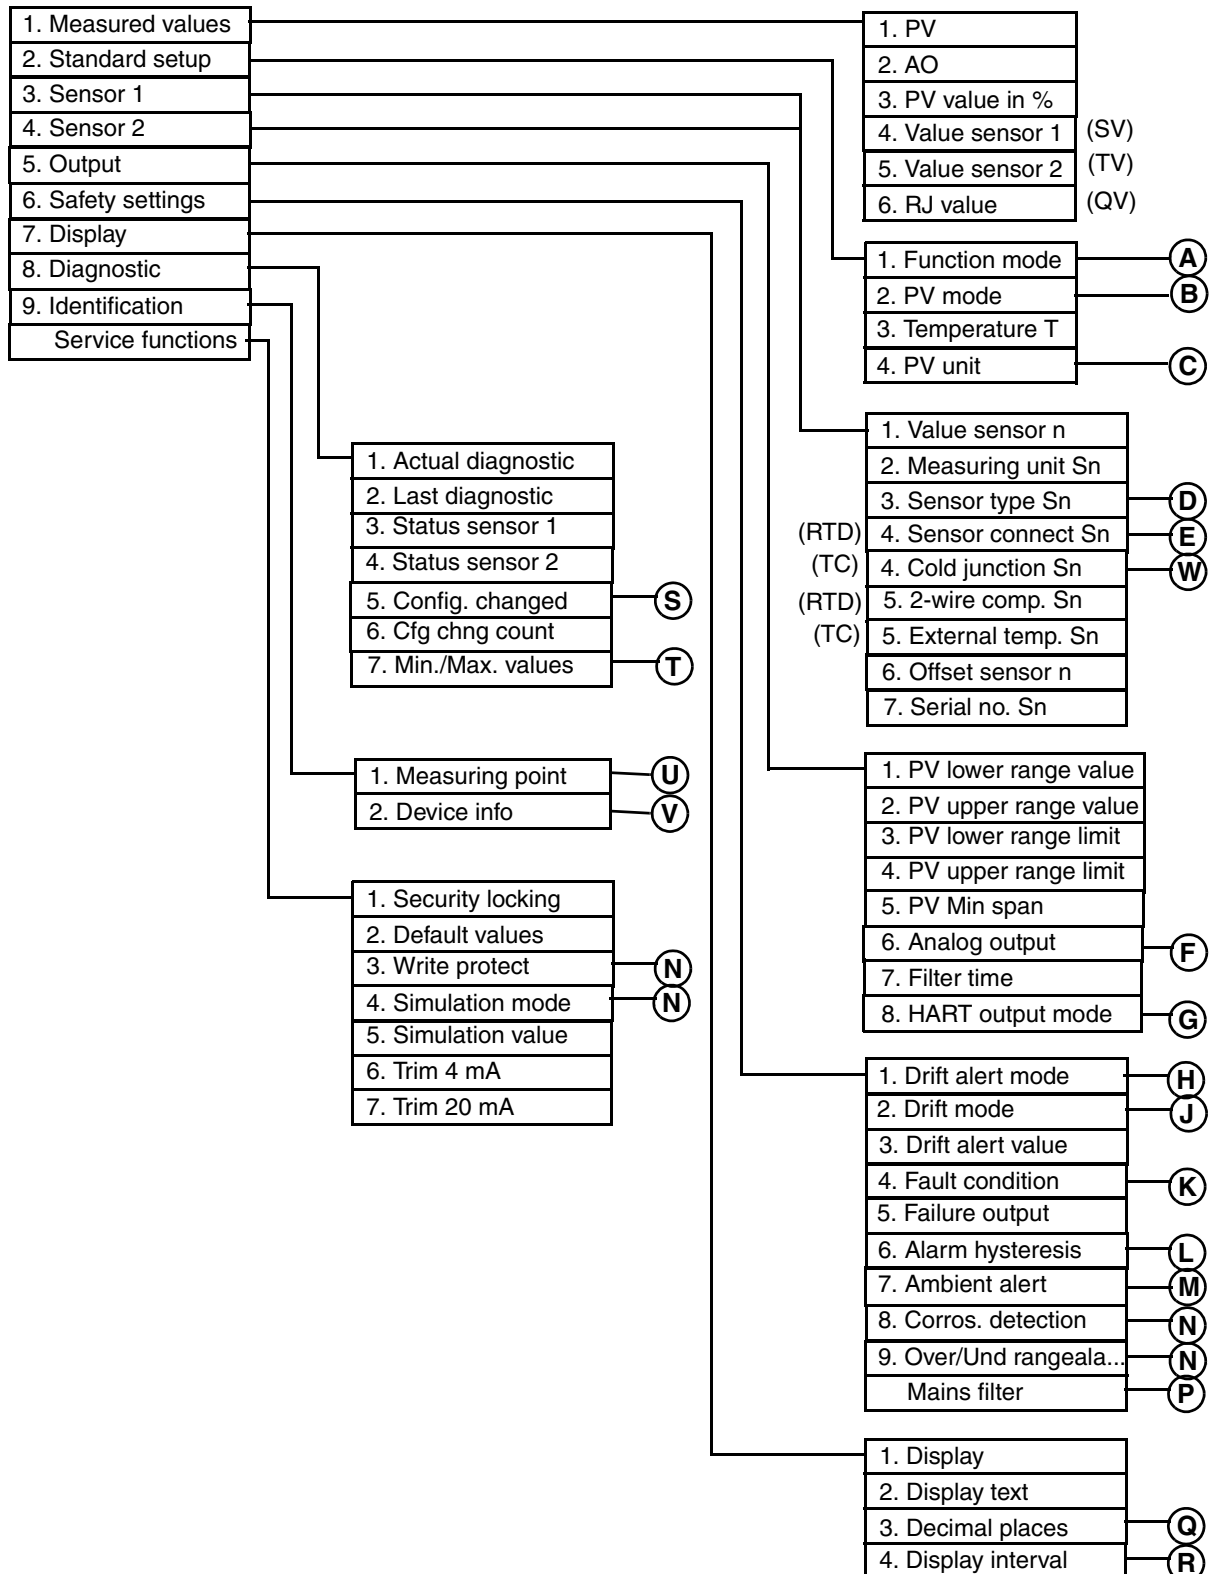 1. Measured values
2. Standard setup
3. Sensor 1
4. Sensor 2
5. Output
6. Safety settings
7. Display
8. Diagnostic
9. Identification
Service functions
1. PV
2. AO
3. PV value in %
4. Value sensor 1 (SV)
5. Value sensor 2 (TV)
6. RJ value (QV)
1. Function mode A
2. PV mode B
3. Temperature T
4. PV unit C
1. Value sensor n
2. Measuring unit Sn
3. Sensor type Sn D
(RTD) 4. Sensor connect Sn E
(TC) 4. Cold junction Sn W
(RTD) 5. 2-wire comp. Sn
(TC) 5. External temp. Sn
6. Offset sensor n
7. Serial no. Sn
1. Actual diagnostic
2. Last diagnostic
3. Status sensor 1
4. Status sensor 2
5. Config. changed S
6. Cfg chng count
7. Min./Max. values T
1. Measuring point U
2. Device info V
1. Security locking
2. Default values
3. Write protect N
4. Simulation mode N
5. Simulation value
6. Trim 4 mA
7. Trim 20 mA
1. PV lower range value
2. PV upper range value
3. PV lower range limit
4. PV upper range limit
5. PV Min span
6. Analog output F
7. Filter time
8. HART output mode G
1. Drift alert mode H
2. Drift mode J
3. Drift alert value
4. Fault condition K
5. Failure output
6. Alarm hysteresis L
7. Ambient alert M
8. Corros. detection N
9. Over/Und rangeala... N
Mains filter P
1. Display
2. Display text
3. Decimal places Q
4. Display interval R